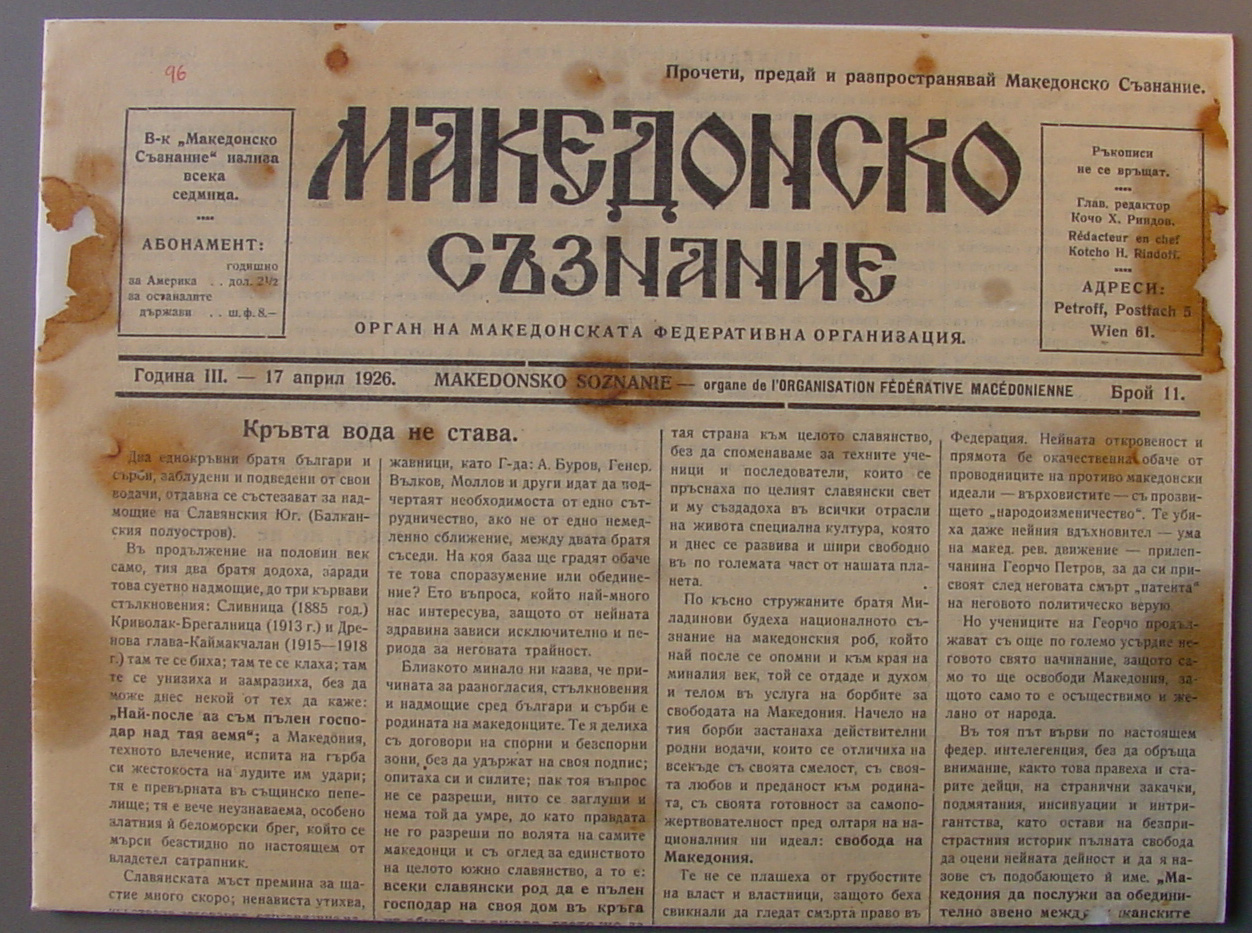 96
Прочети, предай и разпространявай Македонско Съзнание.
В-к „Македонско
Съзнание“ излиза
всека
седмица.
АБОНАМЕНТ:
годишно
за Америка . . дол. 2½
за останалите
държави . . ш.ф. 8.—
МАКЕДОНСКО
СЪЗНАНИЕ
ОРГАН НА МАКЕДОНСКАТА ФЕДЕРАТИВНА ОРГАНИЗАЦИЯ.
Ръкописи
не се връщат.
Глав. редактор
Кочо Х. Риндов.
Rédacteur en chef
Kotcho H. Rindoff.
АДРЕСИ:
Petroff, Postfach 5
Wien 61.
Година III. — 17 април 1926. MAKEDONSKO SOZNANIE — organe de l'ORGANISATION FÉDÉRATIVE MACÉDONIENNE Брой 11.
Кръвта вода не става.
Два еднокръвни братя българи и
сърби, заблудени и подведени от свои
водачи, отдавна се състезават за над-
мощие на Славянския Юг. (Балкан-
ския полуостров).
Въ продължение на половин век
само, тия два братя додоха, заради
това суетно надмощие, до три кървави
стълкновения: Сливница (1885 год.)
Криволак-Брегалница (1913 г.) и Дре-
нова глава-Каймакчалан (1915—1918
г.) там те се биха; там те се клаха; там
те се унизиха и замразиха, без да
може днес некой от тех да каже:
„Най-после аз съм пълен госпо-
дар над тая земя“; а Македония,
техното влечение, испита на гърба
си жестокоста на лудите им удари;
тя е превърната въ същинско пепе-
лище; тя е вече неузнаваема, особено
златния ѝ беломорски брег, който се
мърси безстидно по настоящем от
владетел сатрапник.
Славянската мъст премина за ща-
стие много скоро; ненависта утихва,
жавници, като Г-да: А. Буров, Генер.
Вълков, Моллов и други идат да под-
чертаят необходимоста от едно сът-
рудничество, ако не от едно немед-
ленно сближение, между двата братя
съседи. На коя база ще градят обаче
те това споразумение или обедине-
ние? Ето въпроса, който най-много
нас интересува, защото от нейната
здравина зависи исключително и пе-
риода за неговата трайност.
Близкото минало ни казва, че при-
чината за разногласия, стълкновения
и надмощие сред българи и сърби е
родината на македонците. Те я делиха
съ договори на спорни и безспорни
зони, без да удържат на своя подпис;
опитаха си и силите; пак тоя въпрос
не се разреши, нито се заглуши и
нема той да умре, до като правдата
не го разреши по волята на самите
македонци и съ оглед за единството
на целото южно славянство, а то е:
всеки славянски род да е пълен
господар на своя дом въ кръга
тая страна към целото славянство,
без да споменаваме за техните уче-
ници и последователи, които се
пръснаха по целият славянски свет
и му създадоха въ всички отрасли
на живота специална култура, която
и днес се развива и шири свободно
въ по големата част от нашата пла-
нета.
По късно стружаните братя Ми-
ладинови будеха националното съ-
знание на македонския роб, който
най после се опомни и към края на
миналия век, той се отдаде и духом
и телом въ услуга на борбите за
свободата на Македония. Начело на
тия борби застанаха действителни
родни водачи, които се отличиха на
всекъде съ своята смелост, съ своя-
та любов и преданост към родина-
та, съ своята готовност за самопо-
жертвователност пред олтаря на на-
ционалния ни идеал: свобода на
Македония.
Те не се плашеха от грубостите
на власт и властници, защото беха
свикнали да гледат смърта право въ
Федерация. Нейната откровеност и
прямота бе окачествена обаче от
проводниците на противо македонски
идеали — върховистите — съ прозви-
щето „народоизменичество“. Те уби-
ха даже нейния вдъхновител — ума
на макед. рев. движение — прилеп-
чанина Георчо Петров, за да си при-
своят след неговата смърт „патента“
на неговото политическо верую.
Но учениците на Георчо продъл-
жават съ още по големо усърдие не-
говото свято начинание, защото са-
мо то ще освободи Македония, за-
щото само то е осъществимо и же-
лано от народа.
Въ тоя път върви по настоящем
федер. интелегенция, без да обръща
внимание, както това правеха и ста-
рите дейци, на странични закачки,
подмятания, инсинуации и интри-
гантства, като остави на безпри-
страстния историк пълната свобода
да оцени нейната дейност и да я на-
зове съ подобающето ѝ име. „Ма-
кедония да послужи за обедини-
телно звено между